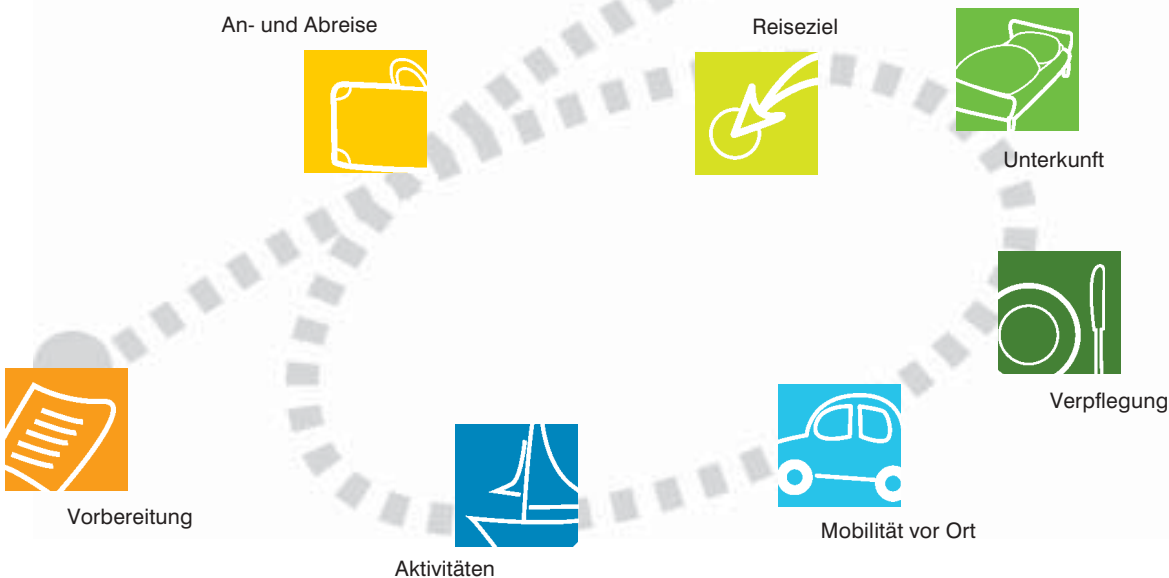 An- und Abreise
Reiseziel
Unterkunft
Verpflegung
Vorbereitung
Mobilität vor Ort
Aktivitäten